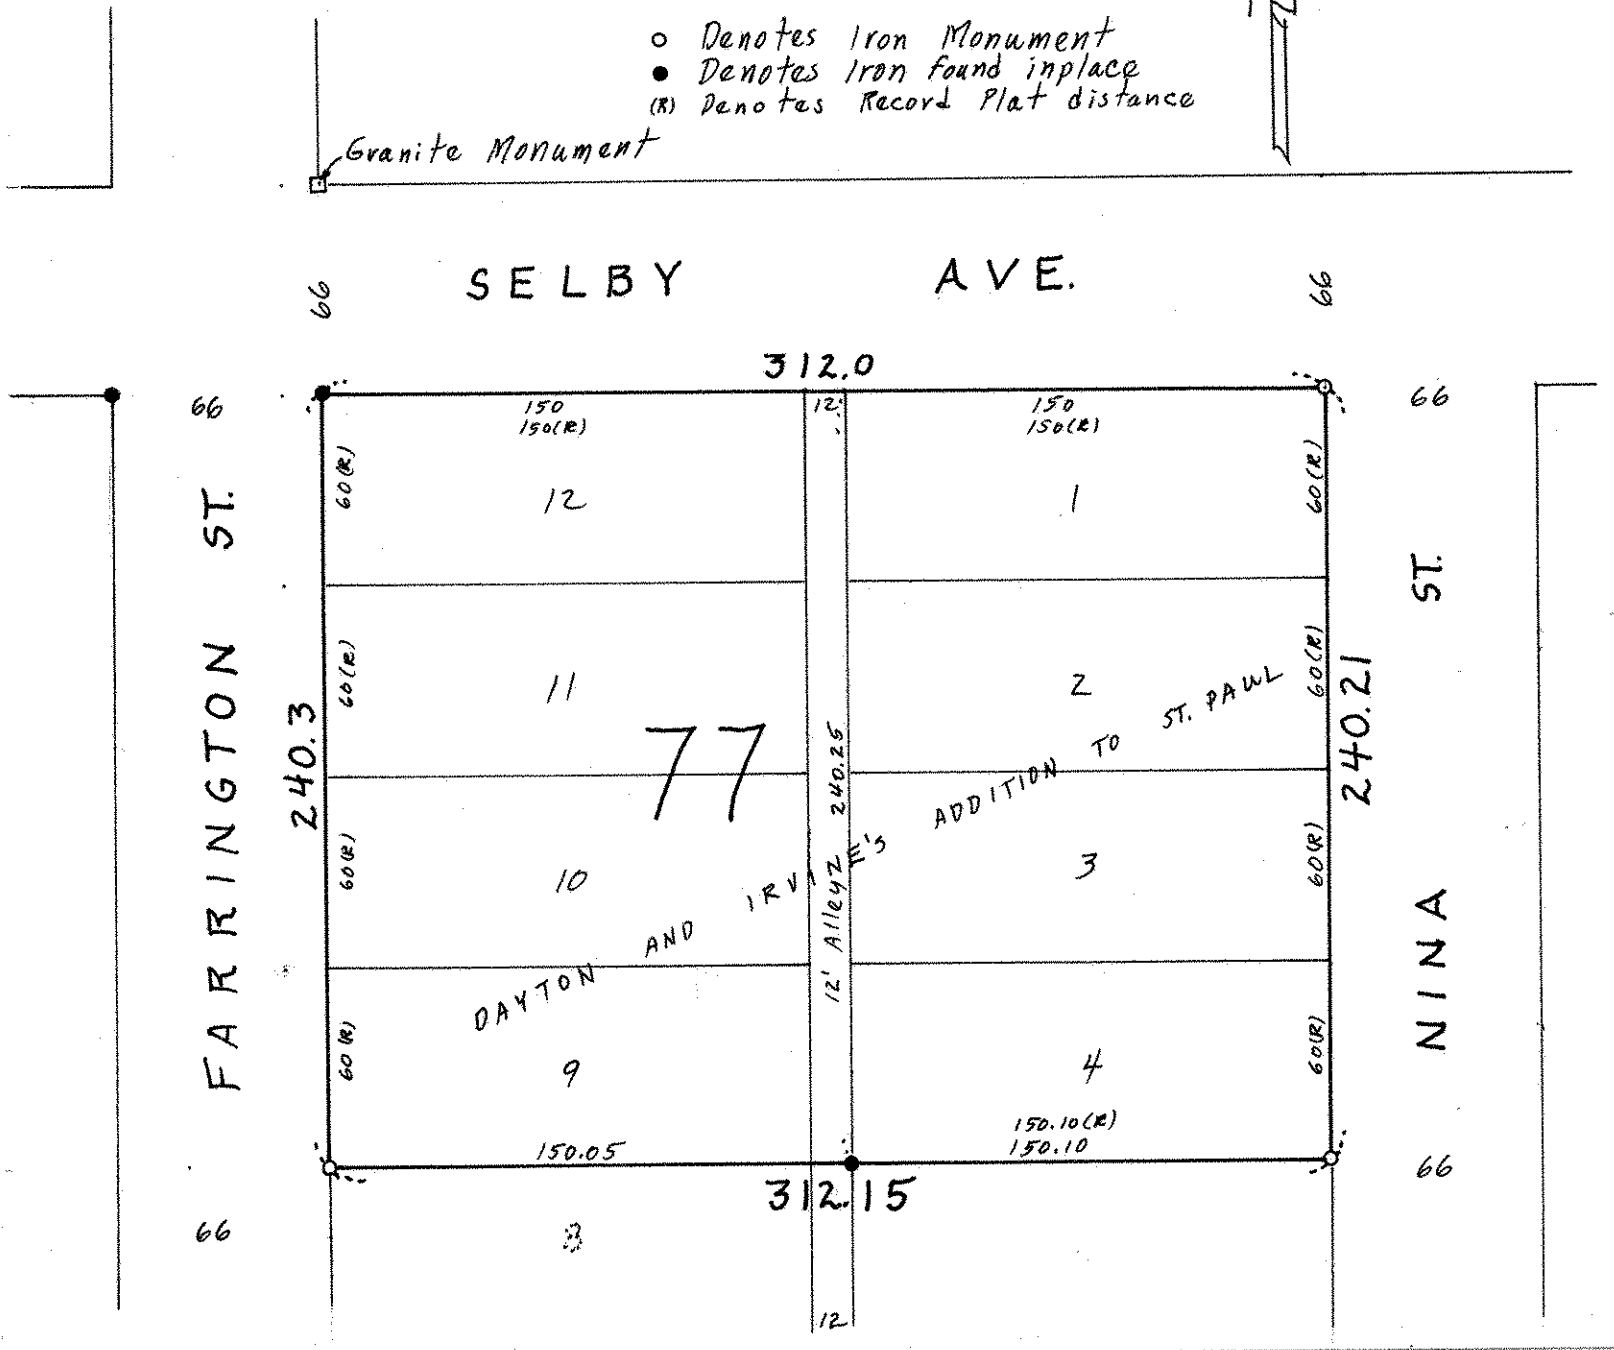 ○ Denotes Iron Monument
● Denotes Iron found inplace
(R) Denotes Record Plat distance
Granite Monument
SELBY AVE.
66
66
312.0
66
150
12
150
66
150(R)
150(R)
60(R)
60(R)
12
1
FARRINGTON ST.
NINA ST.
60(R)
60(R)
11
2
240.3
77
240.21
12' Alley 240.25
DAYTON AND IRVINE'S ADDITION TO ST. PAUL
60(R)
60(R)
10
3
60(R)
60(R)
9
4
150.10(R)
150.05
150.10
66
312.15
66
8
12